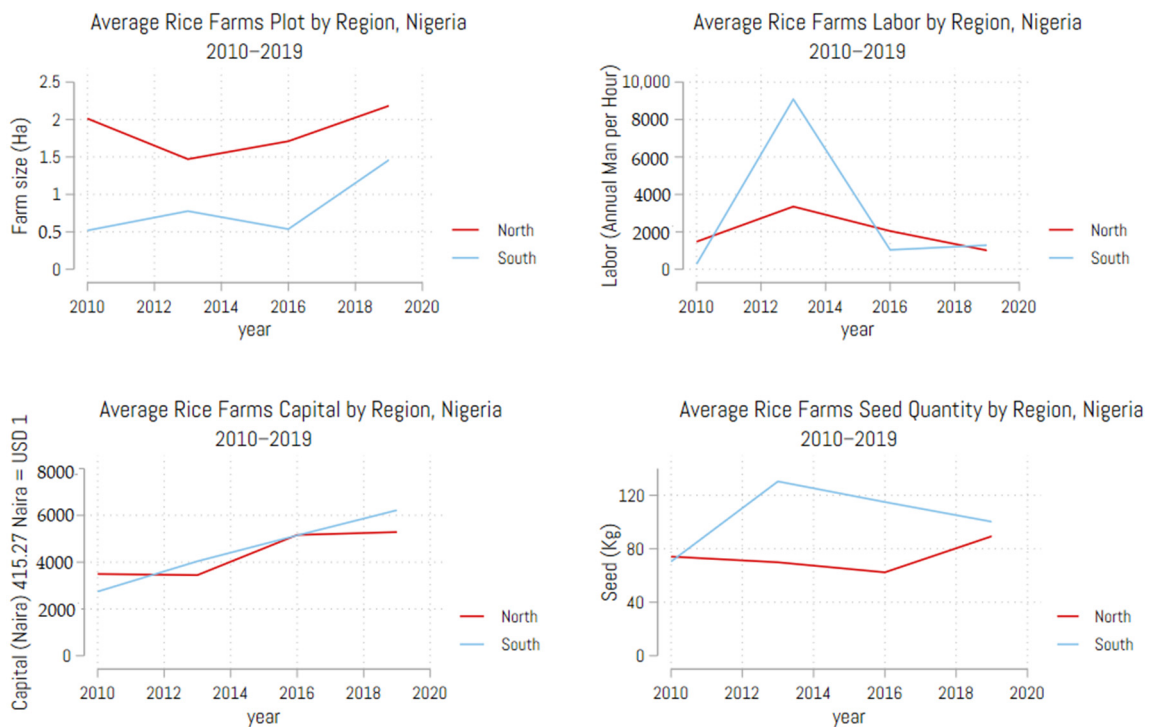 Average Rice Farms Plot by Region, Nigeria
2010–2019
Farm size (Ha)
2.5
2
1.5
1
0.5
0
2010 2012 2014 2016 2018 2020
year
North
South
Average Rice Farms Labor by Region, Nigeria
2010–2019
Labor (Annual Man per Hour)
10,000
8000
6000
4000
2000
0
2010 2012 2014 2016 2018 2020
year
North
South
Average Rice Farms Capital by Region, Nigeria
2010–2019
Capital (Naira) 415.27 Naira = USD 1
8000
6000
4000
2000
0
2010 2012 2014 2016 2018 2020
year
North
South
Average Rice Farms Seed Quantity by Region, Nigeria
2010–2019
Seed (Kg)
120
80
40
0
2010 2012 2014 2016 2018 2020
year
North
South